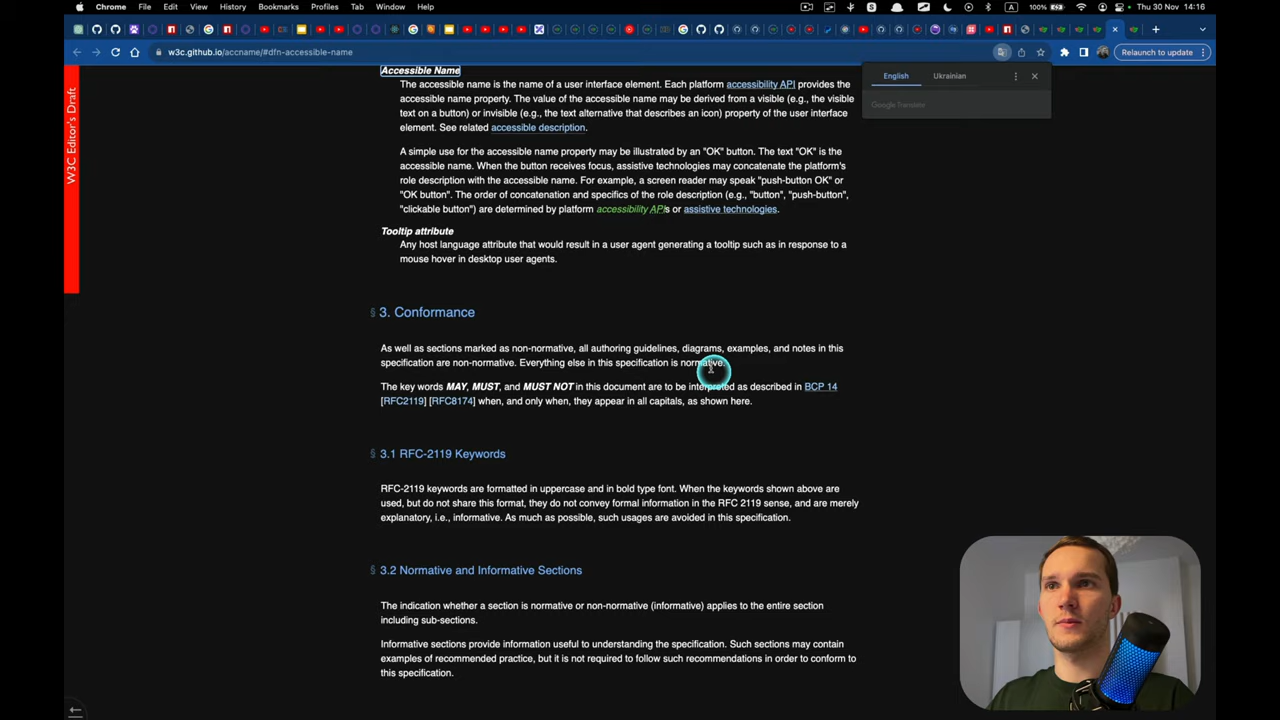 Chrome File Edit View History Bookmarks Profiles Tab Window Help
100% Thu 30 Nov 14:16
w3c.github.io/accname/#dfn-accessible-name
Relaunch to update
English Ukrainian
Google Translate
W3C Editor's Draft
Accessible Name
The accessible name is the name of a user interface element. Each platform accessibility API provides the
accessible name property. The value of the accessible name may be derived from a visible (e.g., the visible
text on a button) or invisible (e.g., the text alternative that describes an icon) property of the user interface
element. See related accessible description.
A simple use for the accessible name property may be illustrated by an "OK" button. The text "OK" is the
accessible name. When the button receives focus, assistive technologies may concatenate the platform's
role description with the accessible name. For example, a screen reader may speak "push-button OK" or
"OK button". The order of concatenation and specifics of the role description (e.g., "button", "push-button",
"clickable button") are determined by platform accessibility APIs or assistive technologies.
Tooltip attribute
Any host language attribute that would result in a user agent generating a tooltip such as in response to a
mouse hover in desktop user agents.
§ 3. Conformance
As well as sections marked as non-normative, all authoring guidelines, diagrams, examples, and notes in this
specification are non-normative. Everything else in this specification is normative.
The key words MAY, MUST, and MUST NOT in this document are to be interpreted as described in BCP 14
[RFC2119] [RFC8174] when, and only when, they appear in all capitals, as shown here.
§ 3.1 RFC-2119 Keywords
RFC-2119 keywords are formatted in uppercase and in bold type font. When the keywords shown above are
used, but do not share this format, they do not convey formal information in the RFC 2119 sense, and are merely
explanatory, i.e., informative. As much as possible, such usages are avoided in this specification.
§ 3.2 Normative and Informative Sections
The indication whether a section is normative or non-normative (informative) applies to the entire section
including sub-sections.
Informative sections provide information useful to understanding the specification. Such sections may contain
examples of recommended practice, but it is not required to follow such recommendations in order to conform to
this specification.